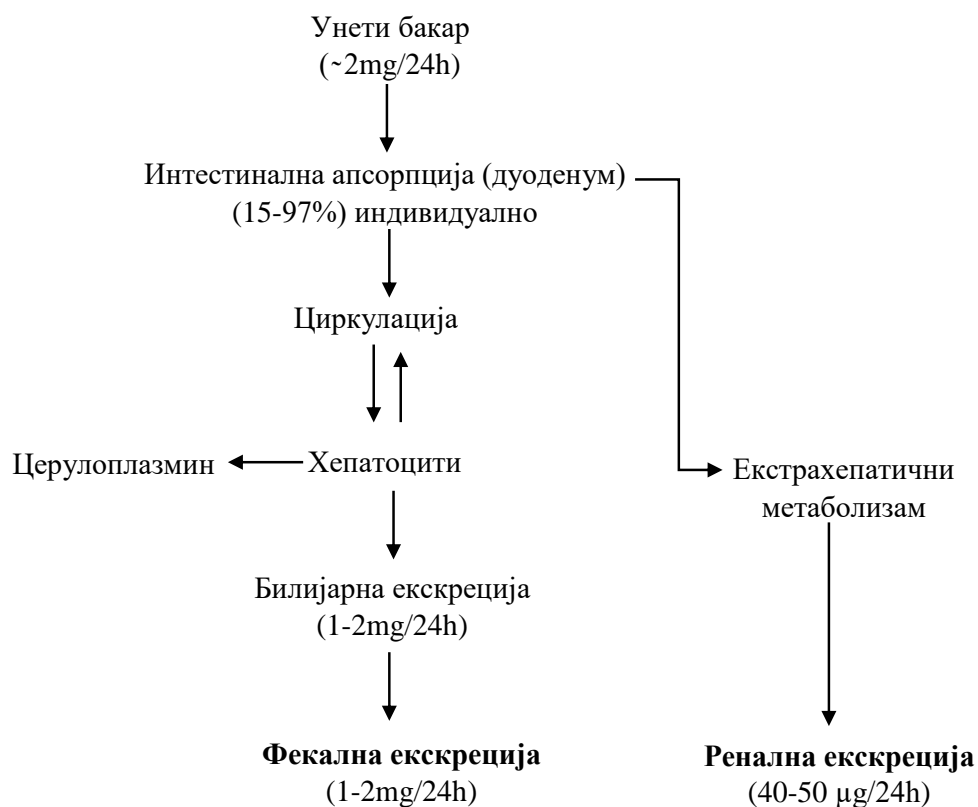 Унети бакар
(~2mg/24h)
Интестинална апсорпција (дуоденум)
(15-97%) индивидуално
Циркулација
Церулоплазмин
Хепатоцити
Екстрахепатични
метаболизам
Билијарна екскреција
(1-2mg/24h)
Фекална екскреција
(1-2mg/24h)
Ренална екскреција
(40-50 µg/24h)